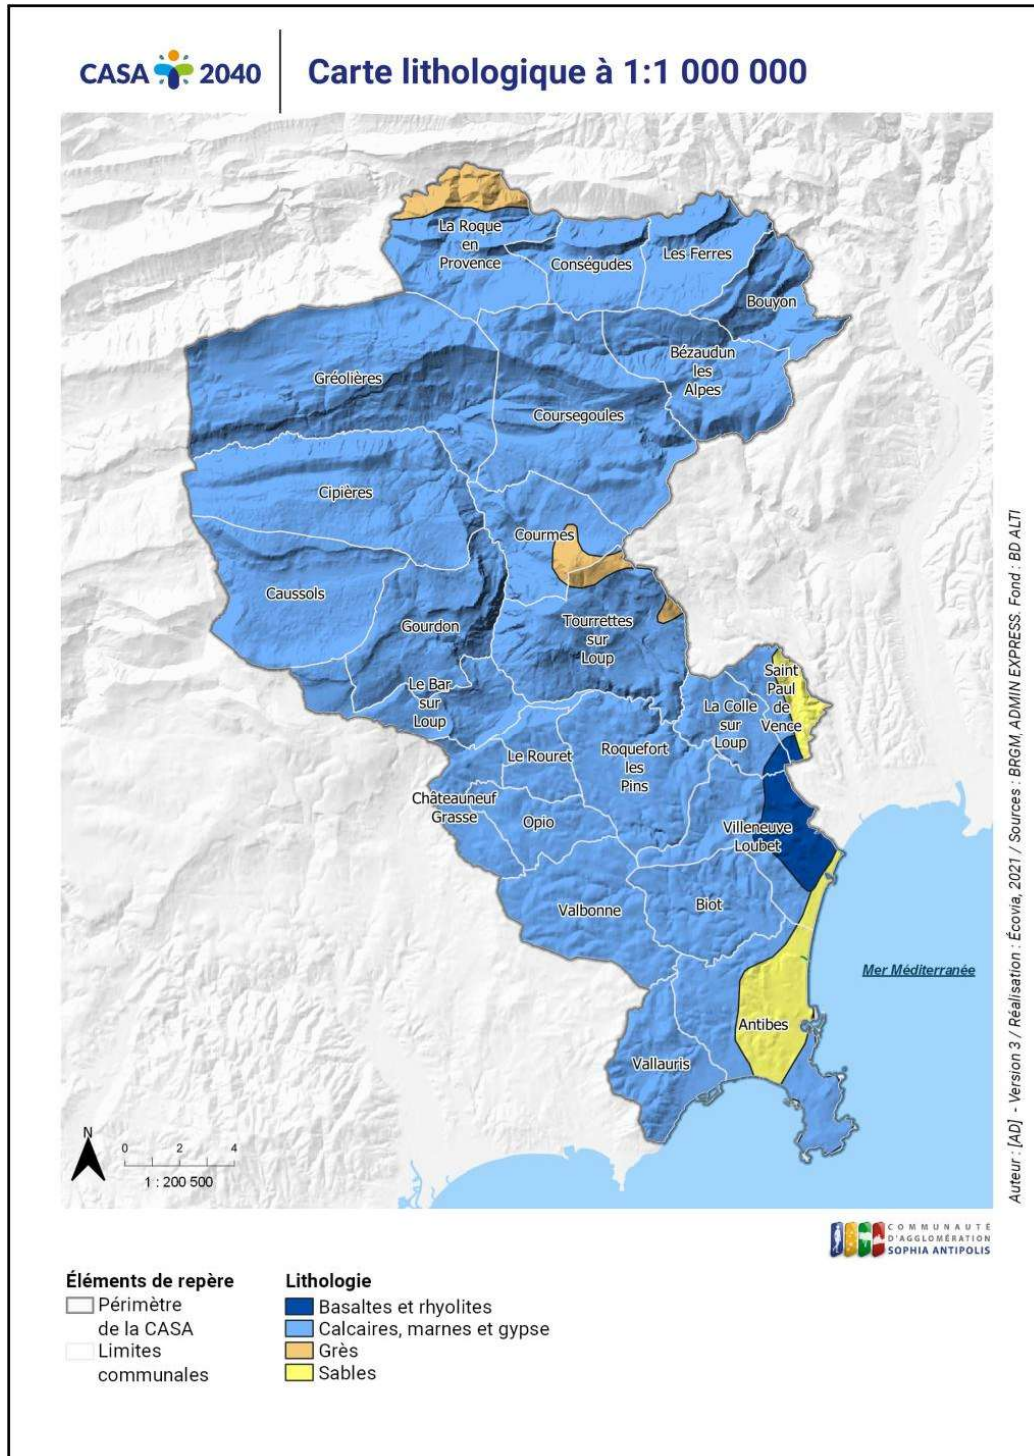 CASA 2040
Carte lithologique à 1:1 000 000
La Roque
en
Provence
Conségudes
Les Ferres
Bouyon
Bézaudun
les
Alpes
Gréolières
Coursegoules
Cipières
Courmes
Caussols
Gourdon
Tourrettes
sur
Loup
Le Bar
sur
Loup
Saint
Paul
de
Vence
La Colle
sur
Loup
Le Rouret
Roquefort
les
Pins
Châteauneuf
Grasse
Opio
Villeneuve
Loubet
Valbonne
Biot
Mer Méditerranée
Antibes
Vallauris
N
0 2 4
1 : 200 500
Auteur : [AD] - Version 3 / Réalisation : Écovia, 2021 / Sources : BRGM, ADMIN EXPRESS. Fond : BD ALTI
COMMUNAUTÉ
D'AGGLOMÉRATION
SOPHIA ANTIPOLIS
Éléments de repère
Périmètre
de la CASA
Limites
communales
Lithologie
Basaltes et rhyolites
Calcaires, marnes et gypse
Grès
Sables